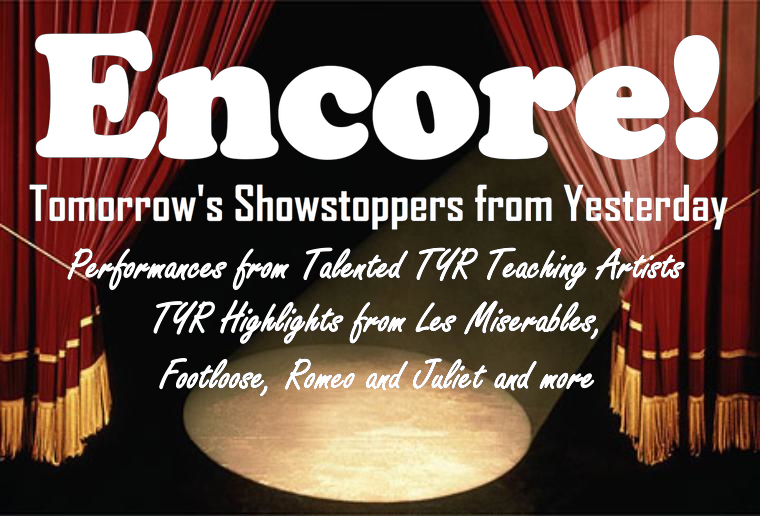 Encore!
Tomorrow's Showstoppers from Yesterday
Performances from Talented TYR Teaching Artists
TYR Highlights from Les Miserables,
Footloose, Romeo and Juliet and more